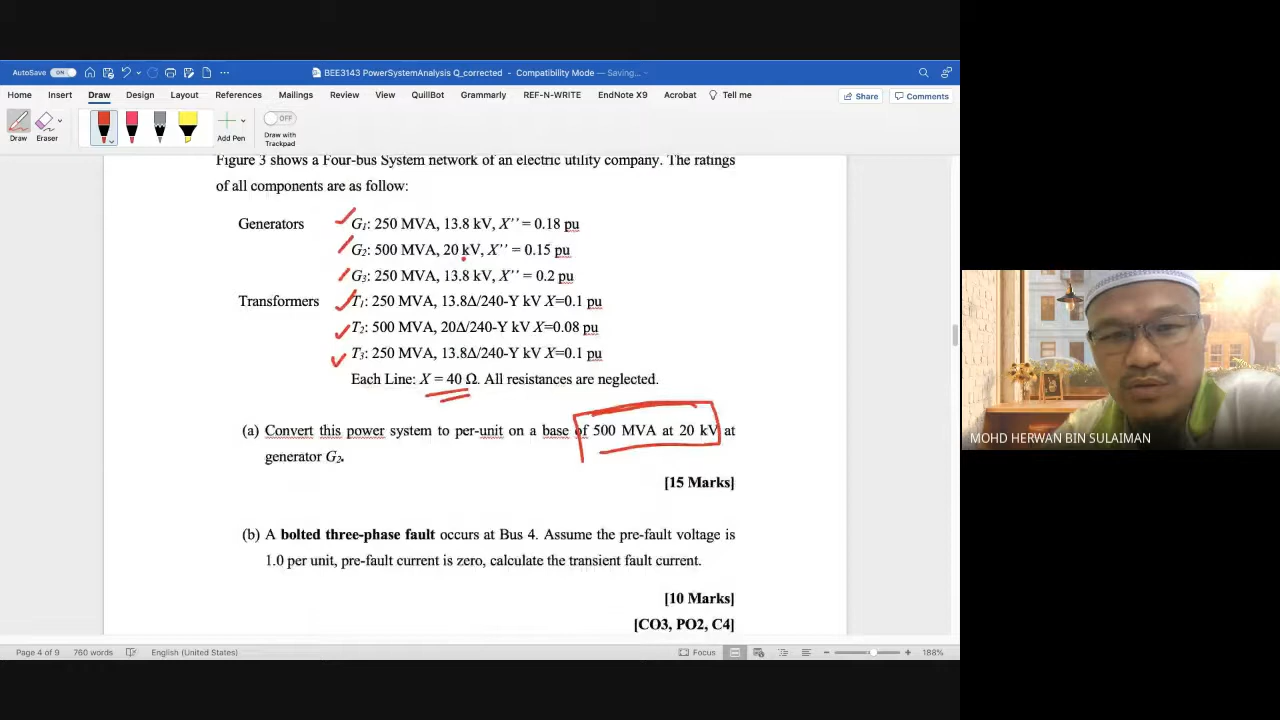 AutoSave ON
BEE3143 PowerSystemAnalysis Q_corrected - Compatibility Mode — Saving...
Home Insert Draw Design Layout References Mailings Review View QuillBot Grammarly REF-N-WRITE EndNote X9 Acrobat Tell me
Share Comments
OFF
Draw Eraser Add Pen Draw with
Trackpad
Figure 3 shows a Four-bus System network of an electric utility company. The ratings
of all components are as follow:
Generators G1: 250 MVA, 13.8 kV, X’’ = 0.18 pu
G2: 500 MVA, 20 kV, X’’ = 0.15 pu
G3: 250 MVA, 13.8 kV, X’’ = 0.2 pu
Transformers T1: 250 MVA, 13.8Δ/240-Y kV X=0.1 pu
T2: 500 MVA, 20Δ/240-Y kV X=0.08 pu
T3: 250 MVA, 13.8Δ/240-Y kV X=0.1 pu
Each Line: X = 40 Ω. All resistances are neglected.
(a) Convert this power system to per-unit on a base of 500 MVA at 20 kV at
generator G2.
[15 Marks]
(b) A bolted three-phase fault occurs at Bus 4. Assume the pre-fault voltage is
1.0 per unit, pre-fault current is zero, calculate the transient fault current.
[10 Marks]
[CO3, PO2, C4]
Page 4 of 9 760 words English (United States) Focus 188%
MOHD HERWAN BIN SULAIMAN